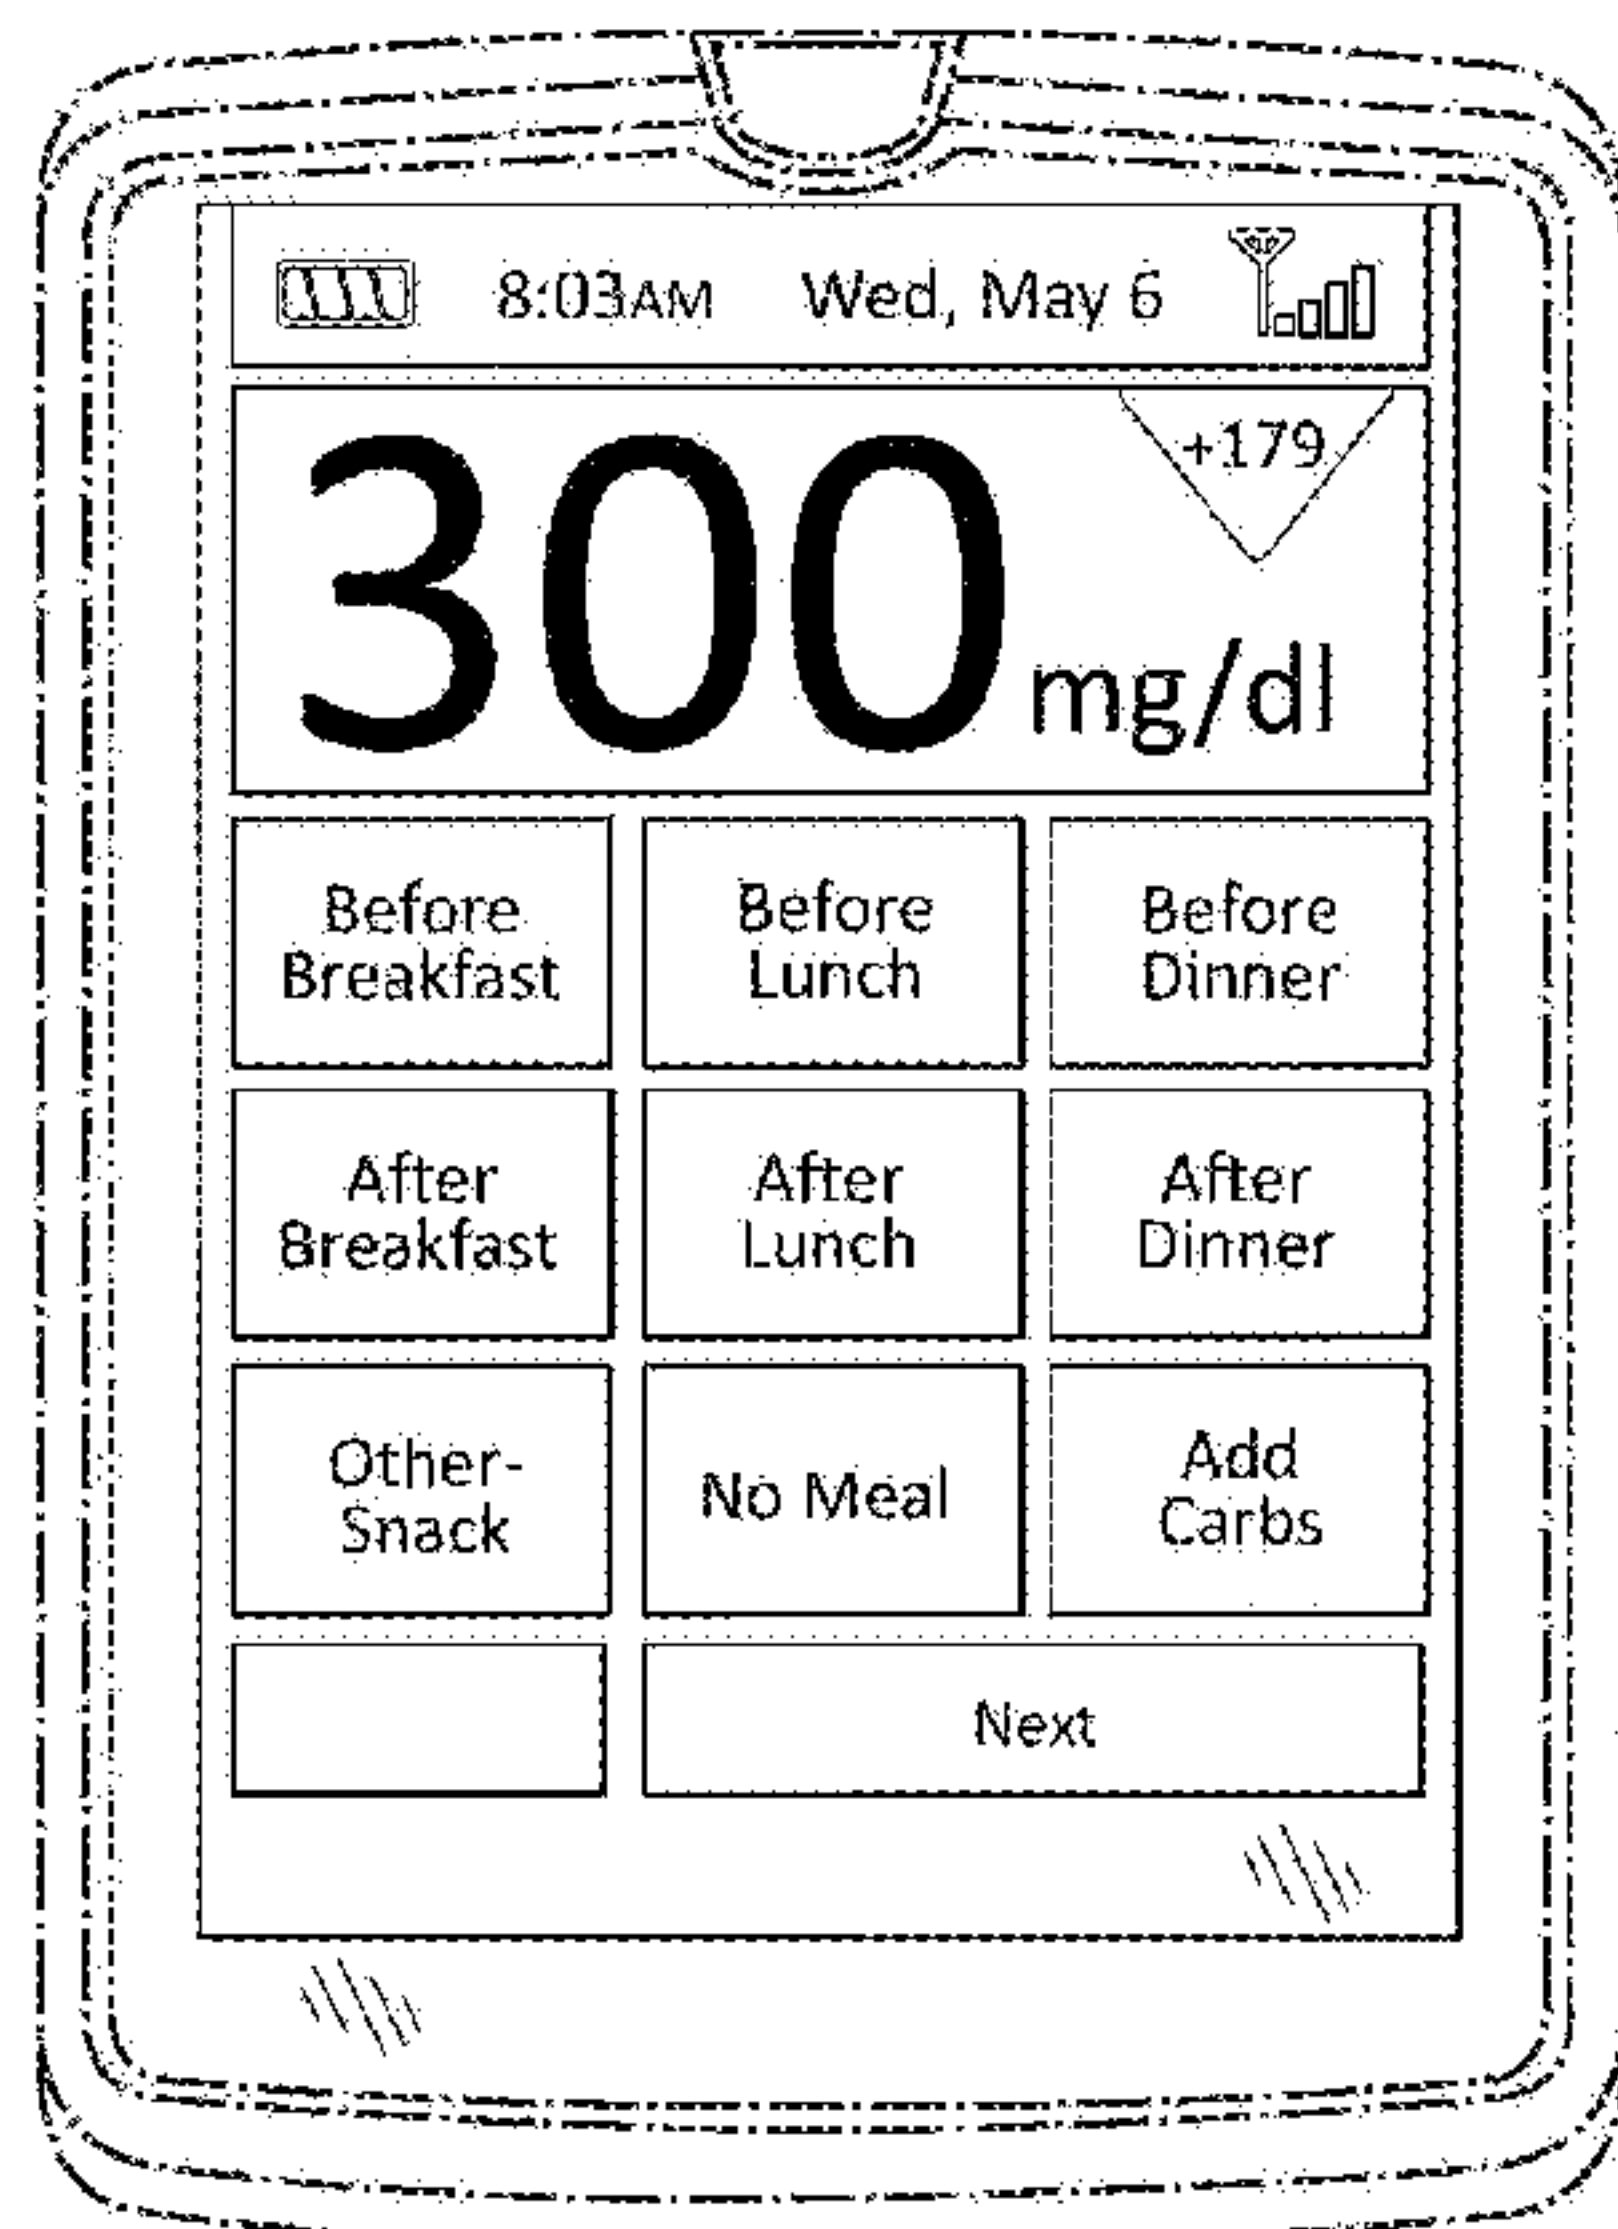 8:03AM Wed, May 6
+179
300 mg/dl
Before Breakfast
Before Lunch
Before Dinner
After Breakfast
After Lunch
After Dinner
Other-
Snack
No Meal
Add
Carbs
Next